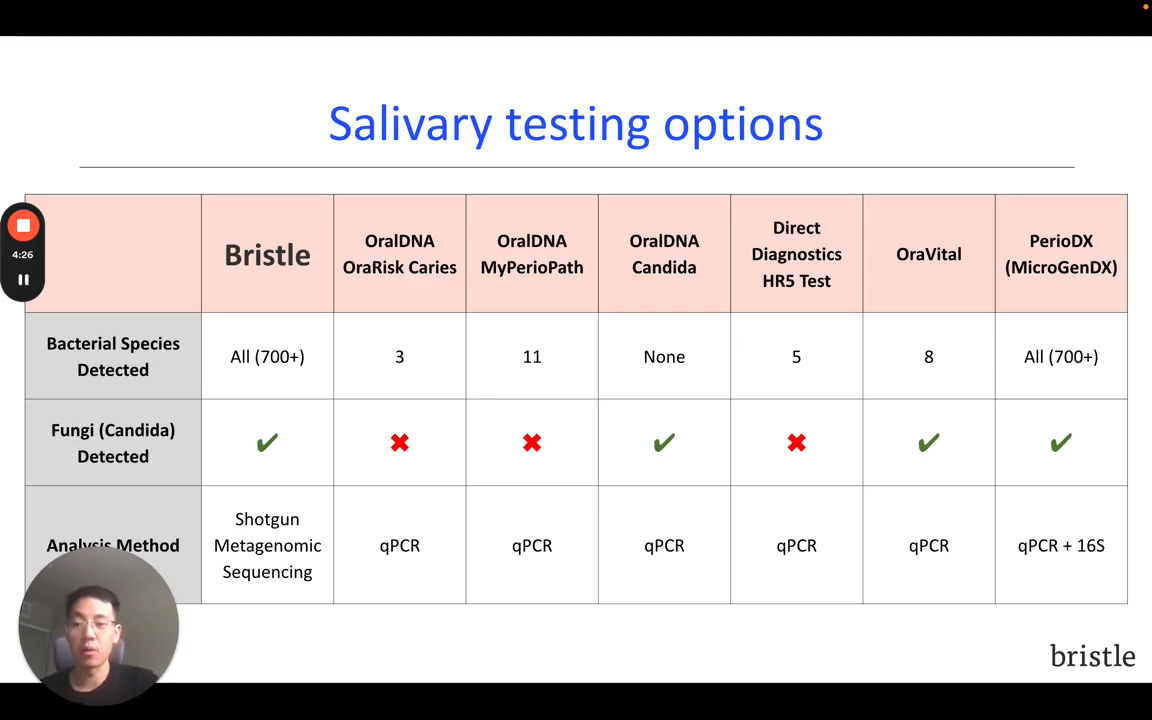 Salivary testing options
4:26
Bristle
OralDNA
OraRisk Caries
OralDNA
MyPerioPath
OralDNA
Candida
Direct
Diagnostics
HR5 Test
OraVital
PerioDX
(MicroGenDX)
Bacterial Species
Detected
All (700+)
3
11
None
5
8
All (700+)
Fungi (Candida)
Detected
✔
✖
✖
✔
✖
✔
✔
Analysis Method
Shotgun
Metagenomic
Sequencing
qPCR
qPCR
qPCR
qPCR
qPCR
qPCR + 16S
bristle